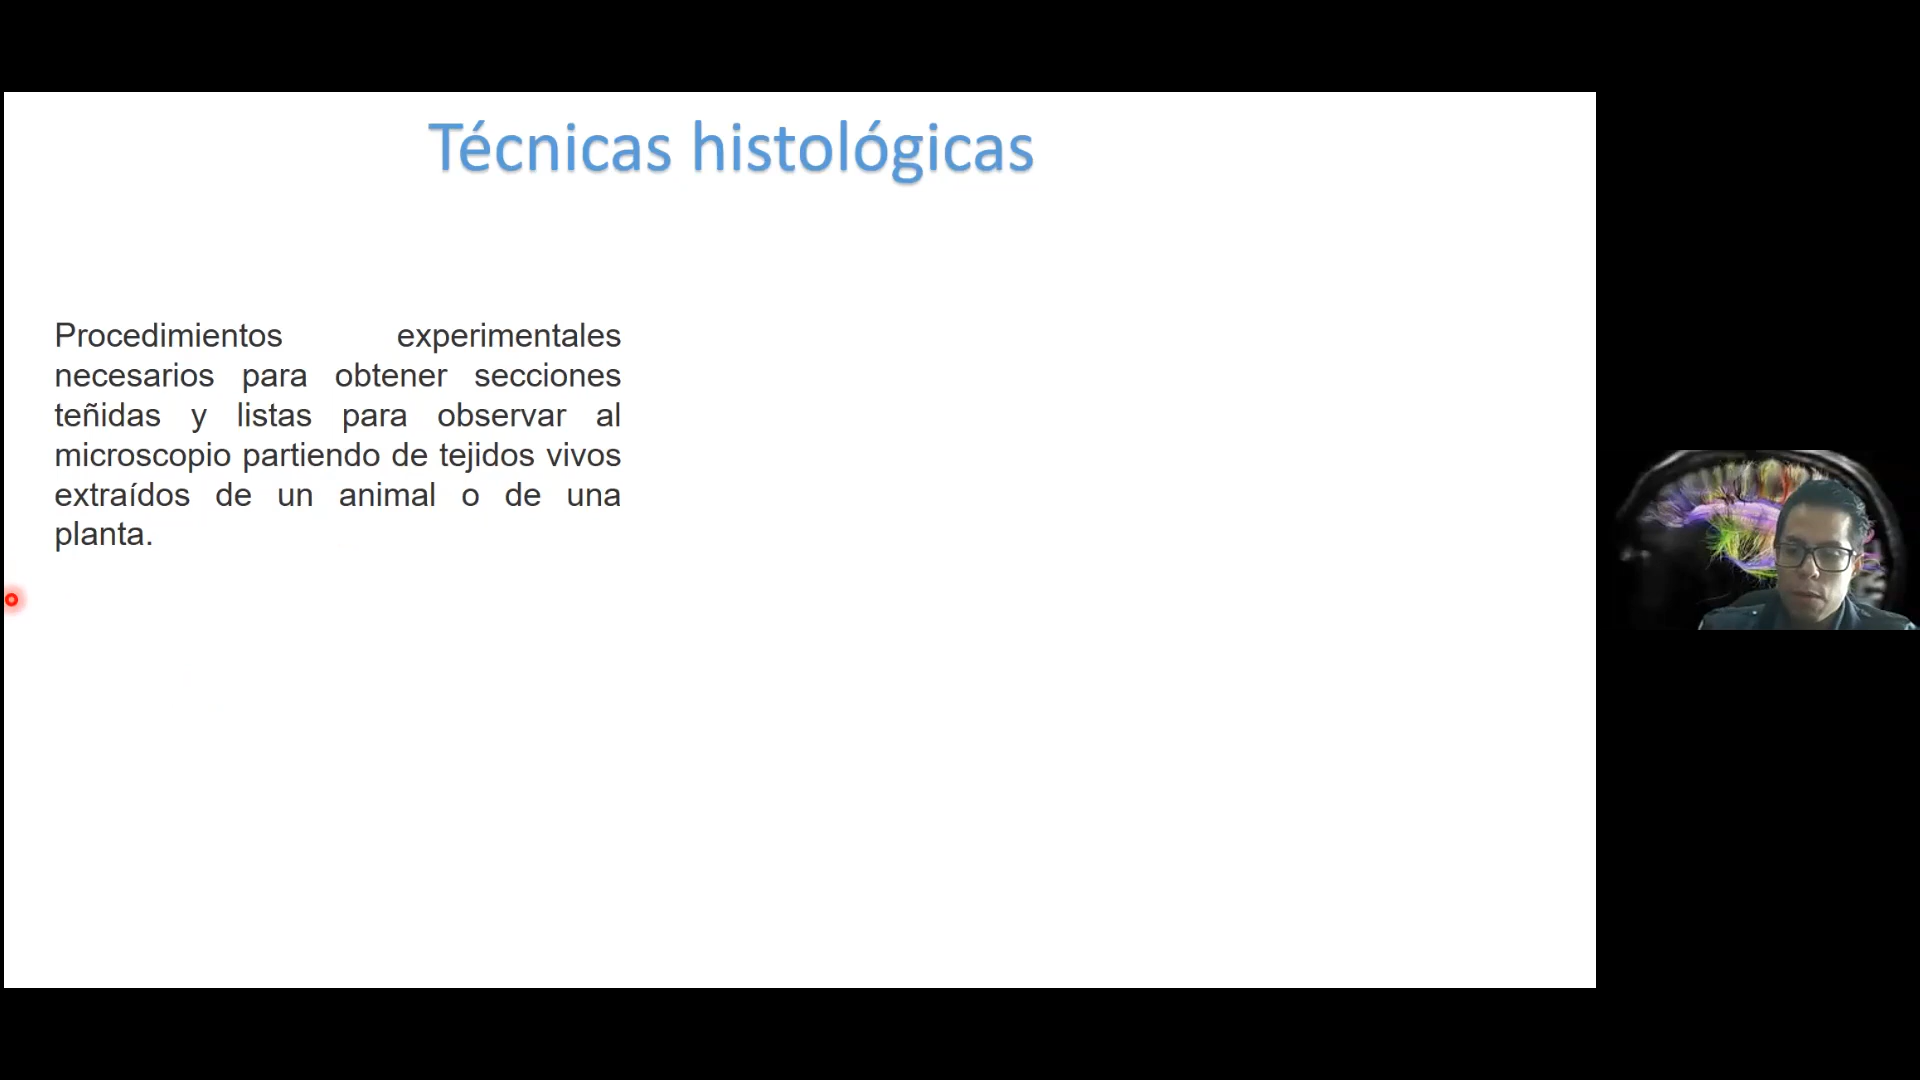 Técnicas histológicas
Procedimientos experimentales
necesarios para obtener secciones
teñidas y listas para observar al
microscopio partiendo de tejidos vivos
extraídos de un animal o de una
planta.